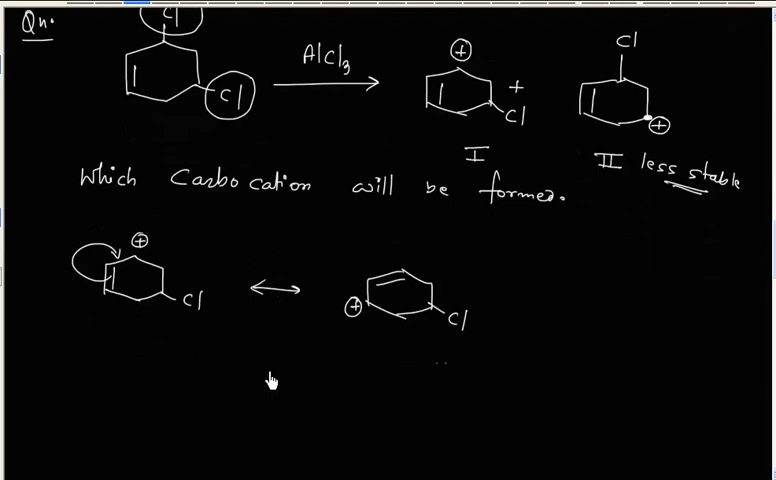 Qn.
Cl
Cl
AlCl3
⊕
Cl
+
Cl
⊕
I
II less stable
Which Carbocation will be formed.
⊕
Cl
⊕
Cl